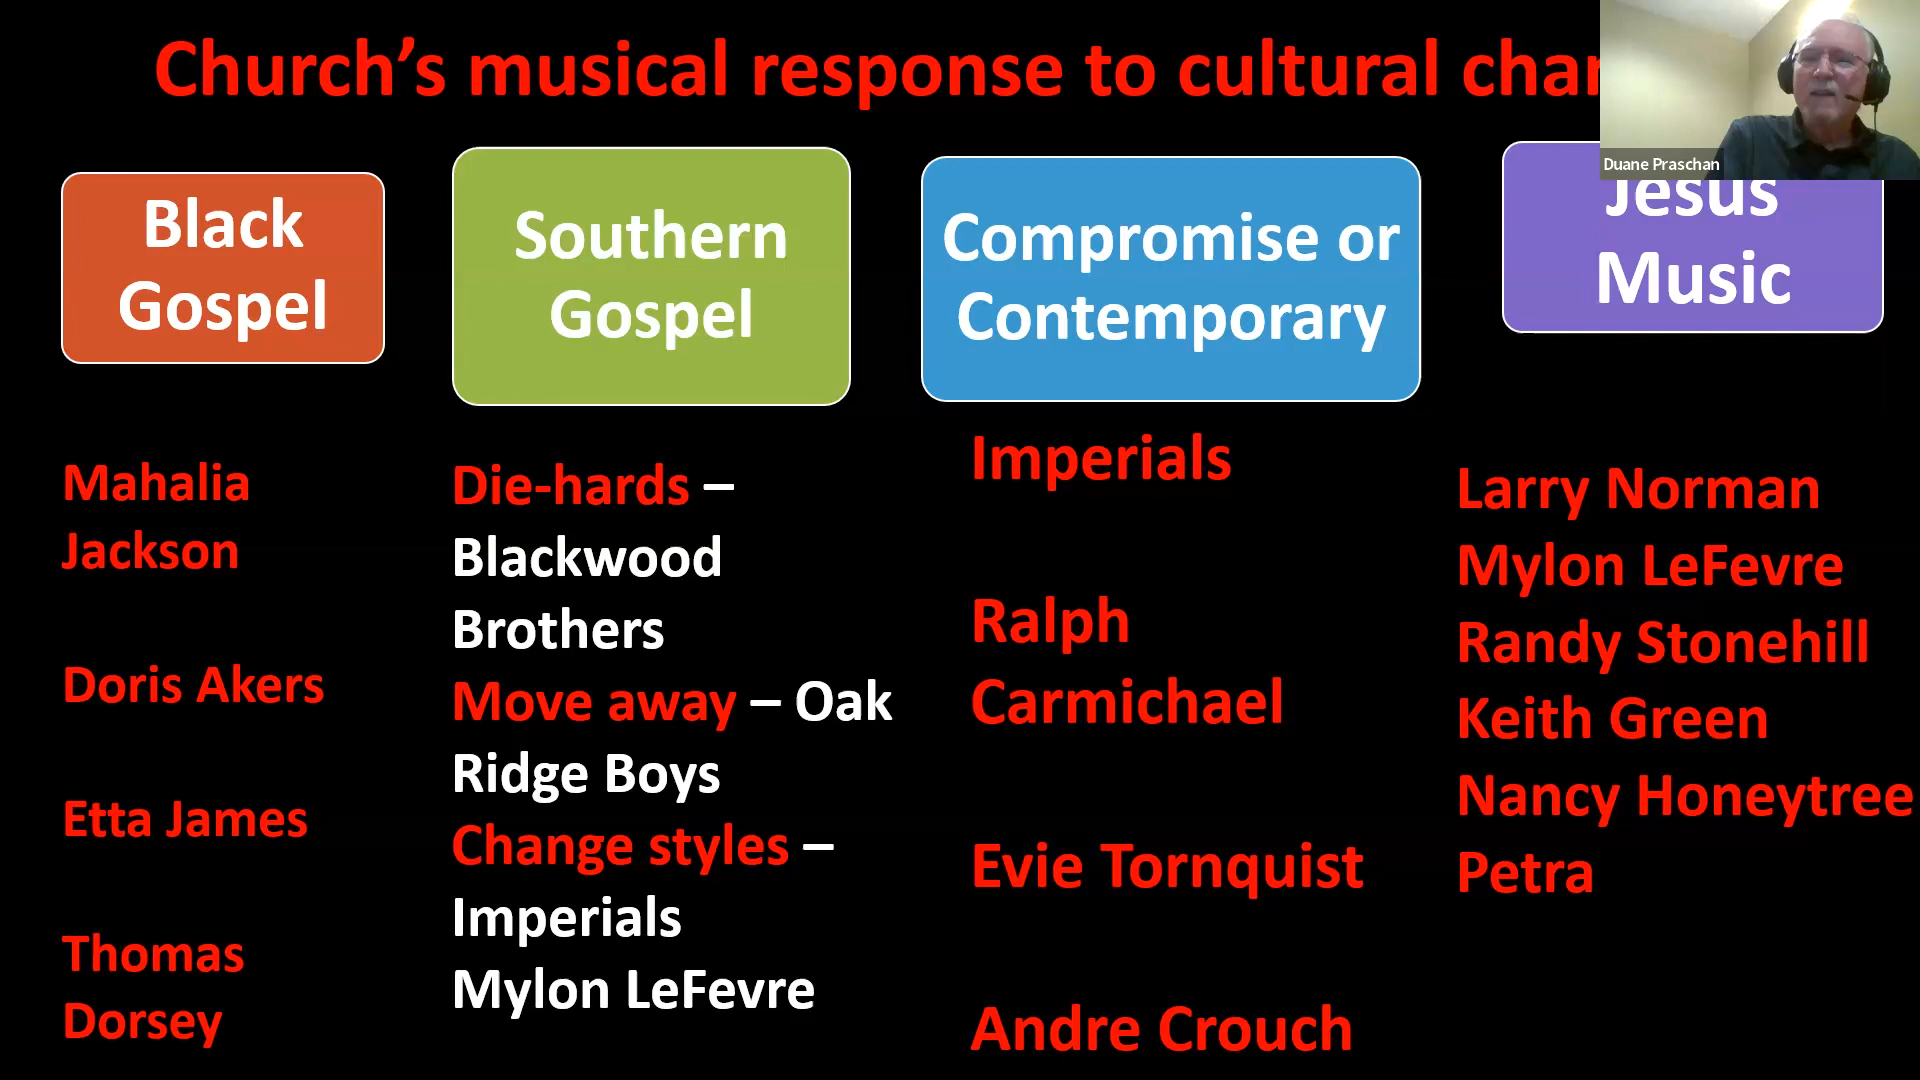 Church's musical response to cultural
Duane Praschan
Black
Gospel
Southern
Gospel
Compromise or
Contemporary
Jesus
Music
Mahalia
Jackson
Doris Akers
Etta James
Thomas
Dorsey
Die-hards –
Blackwood
Brothers
Move away – Oak
Ridge Boys
Change styles –
Imperials
Mylon LeFevre
Imperials
Ralph
Carmichael
Evie Tornquist
Andre Crouch
Larry Norman
Mylon LeFevre
Randy Stonehill
Keith Green
Nancy Honeytree
Petra